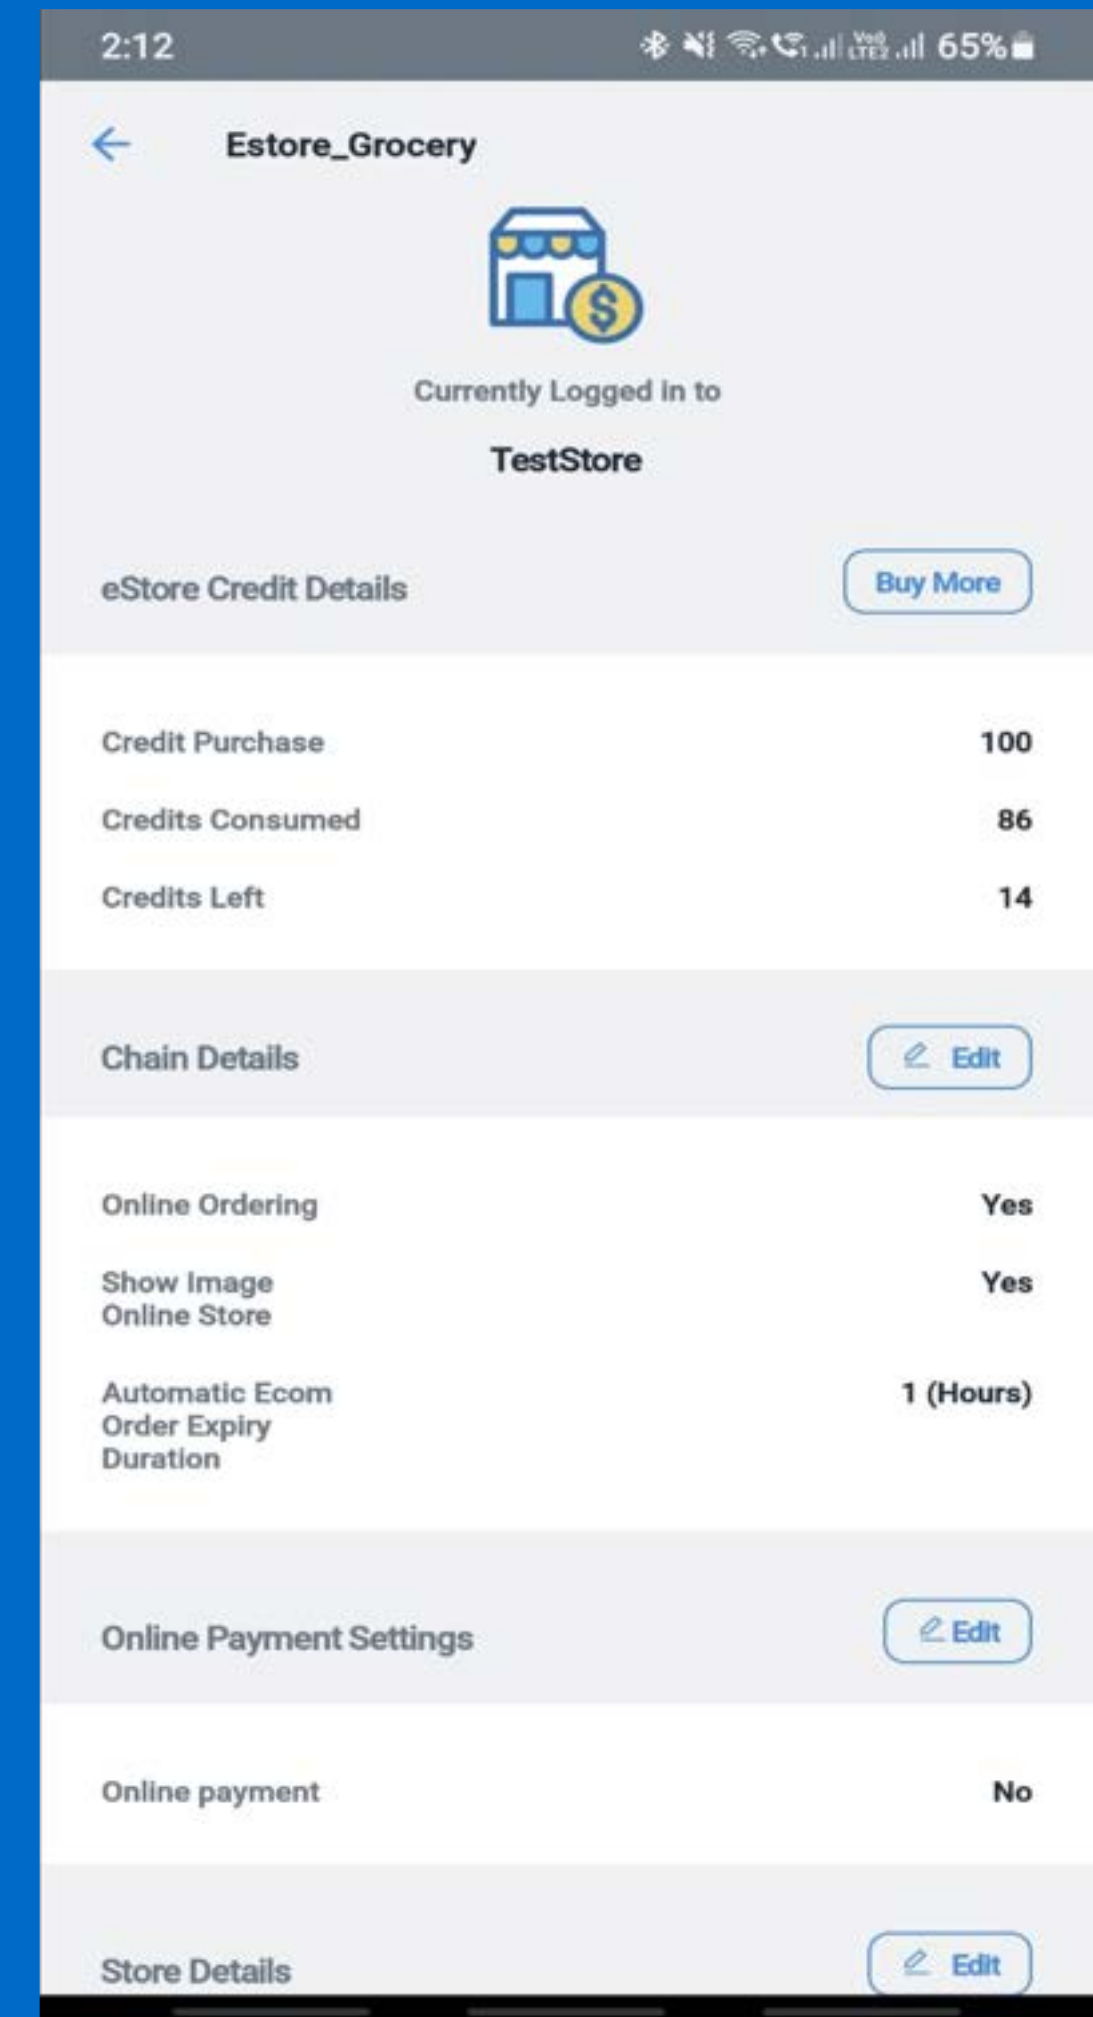 2:12 65%
Estore_Grocery
$
Currently Logged in to
TestStore
eStore Credit Details Buy More
Credit Purchase 100
Credits Consumed 86
Credits Left 14
Chain Details Edit
Online Ordering Yes
Show Image Yes
Online Store
Automatic Ecom 1 (Hours)
Order Expiry
Duration
Online Payment Settings Edit
Online payment No
Store Details Edit